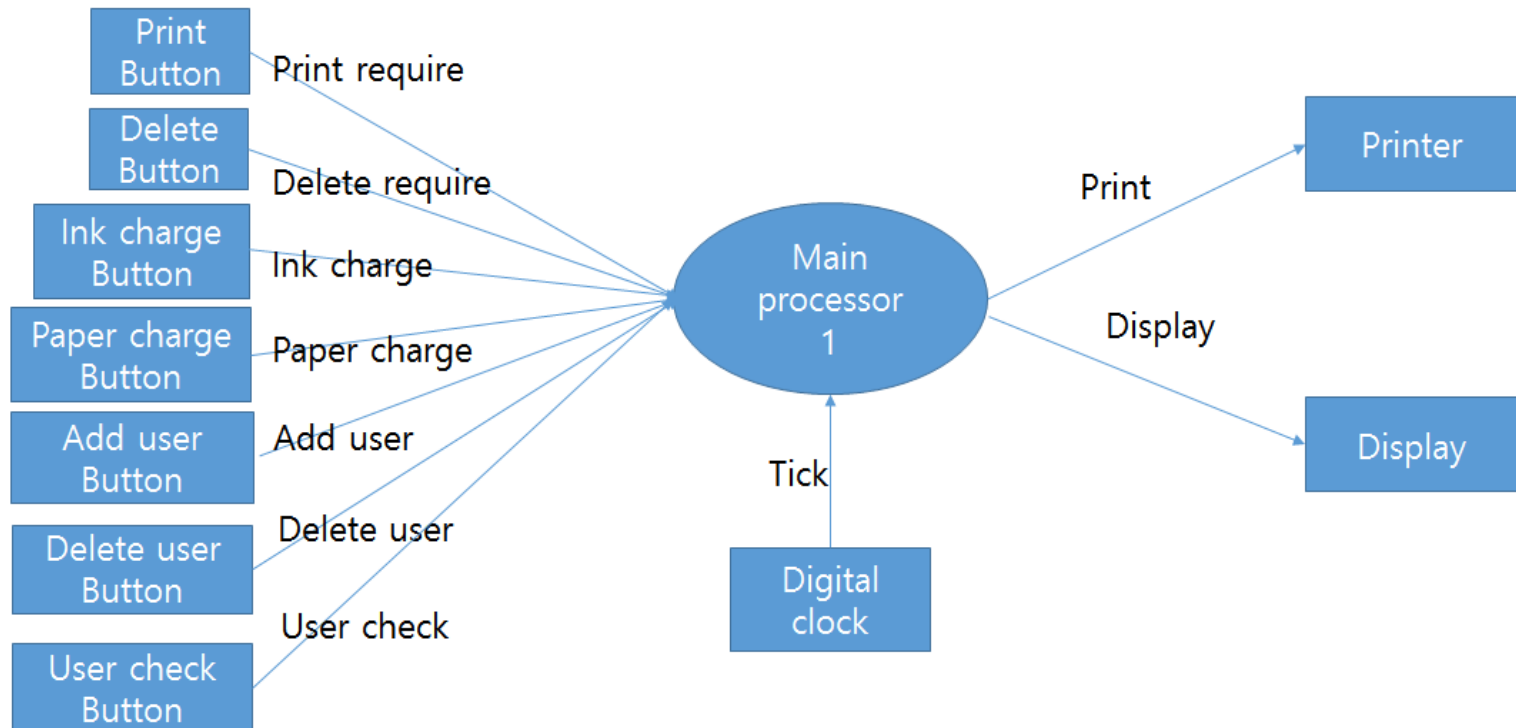 Print
Button
Print require
Delete
Button
Delete require
Ink charge
Button
Ink charge
Paper charge
Button
Paper charge
Add user
Button
Add user
Delete user
Button
Delete user
User check
Button
User check
Main
processor
1
Tick
Digital
clock
Print
Printer
Display
Display